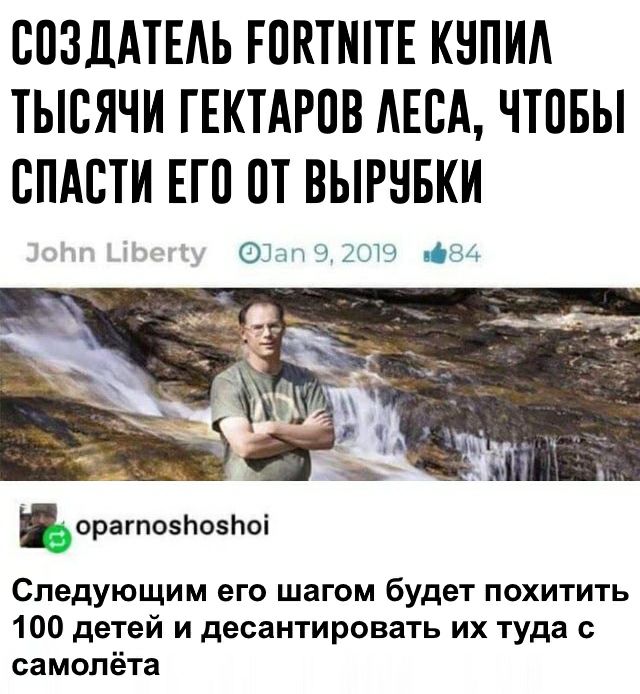 СОЗДАТЕЛЬ FORTNITE КУПИЛ
ТЫСЯЧИ ГЕКТАРОВ ЛЕСА, ЧТОБЫ
СПАСТИ ЕГО ОТ ВЫРУБКИ
John Liberty Jan 9, 2019 84
oparnoshoshoi
Следующим его шагом будет похитить
100 детей и десантировать их туда с
самолёта